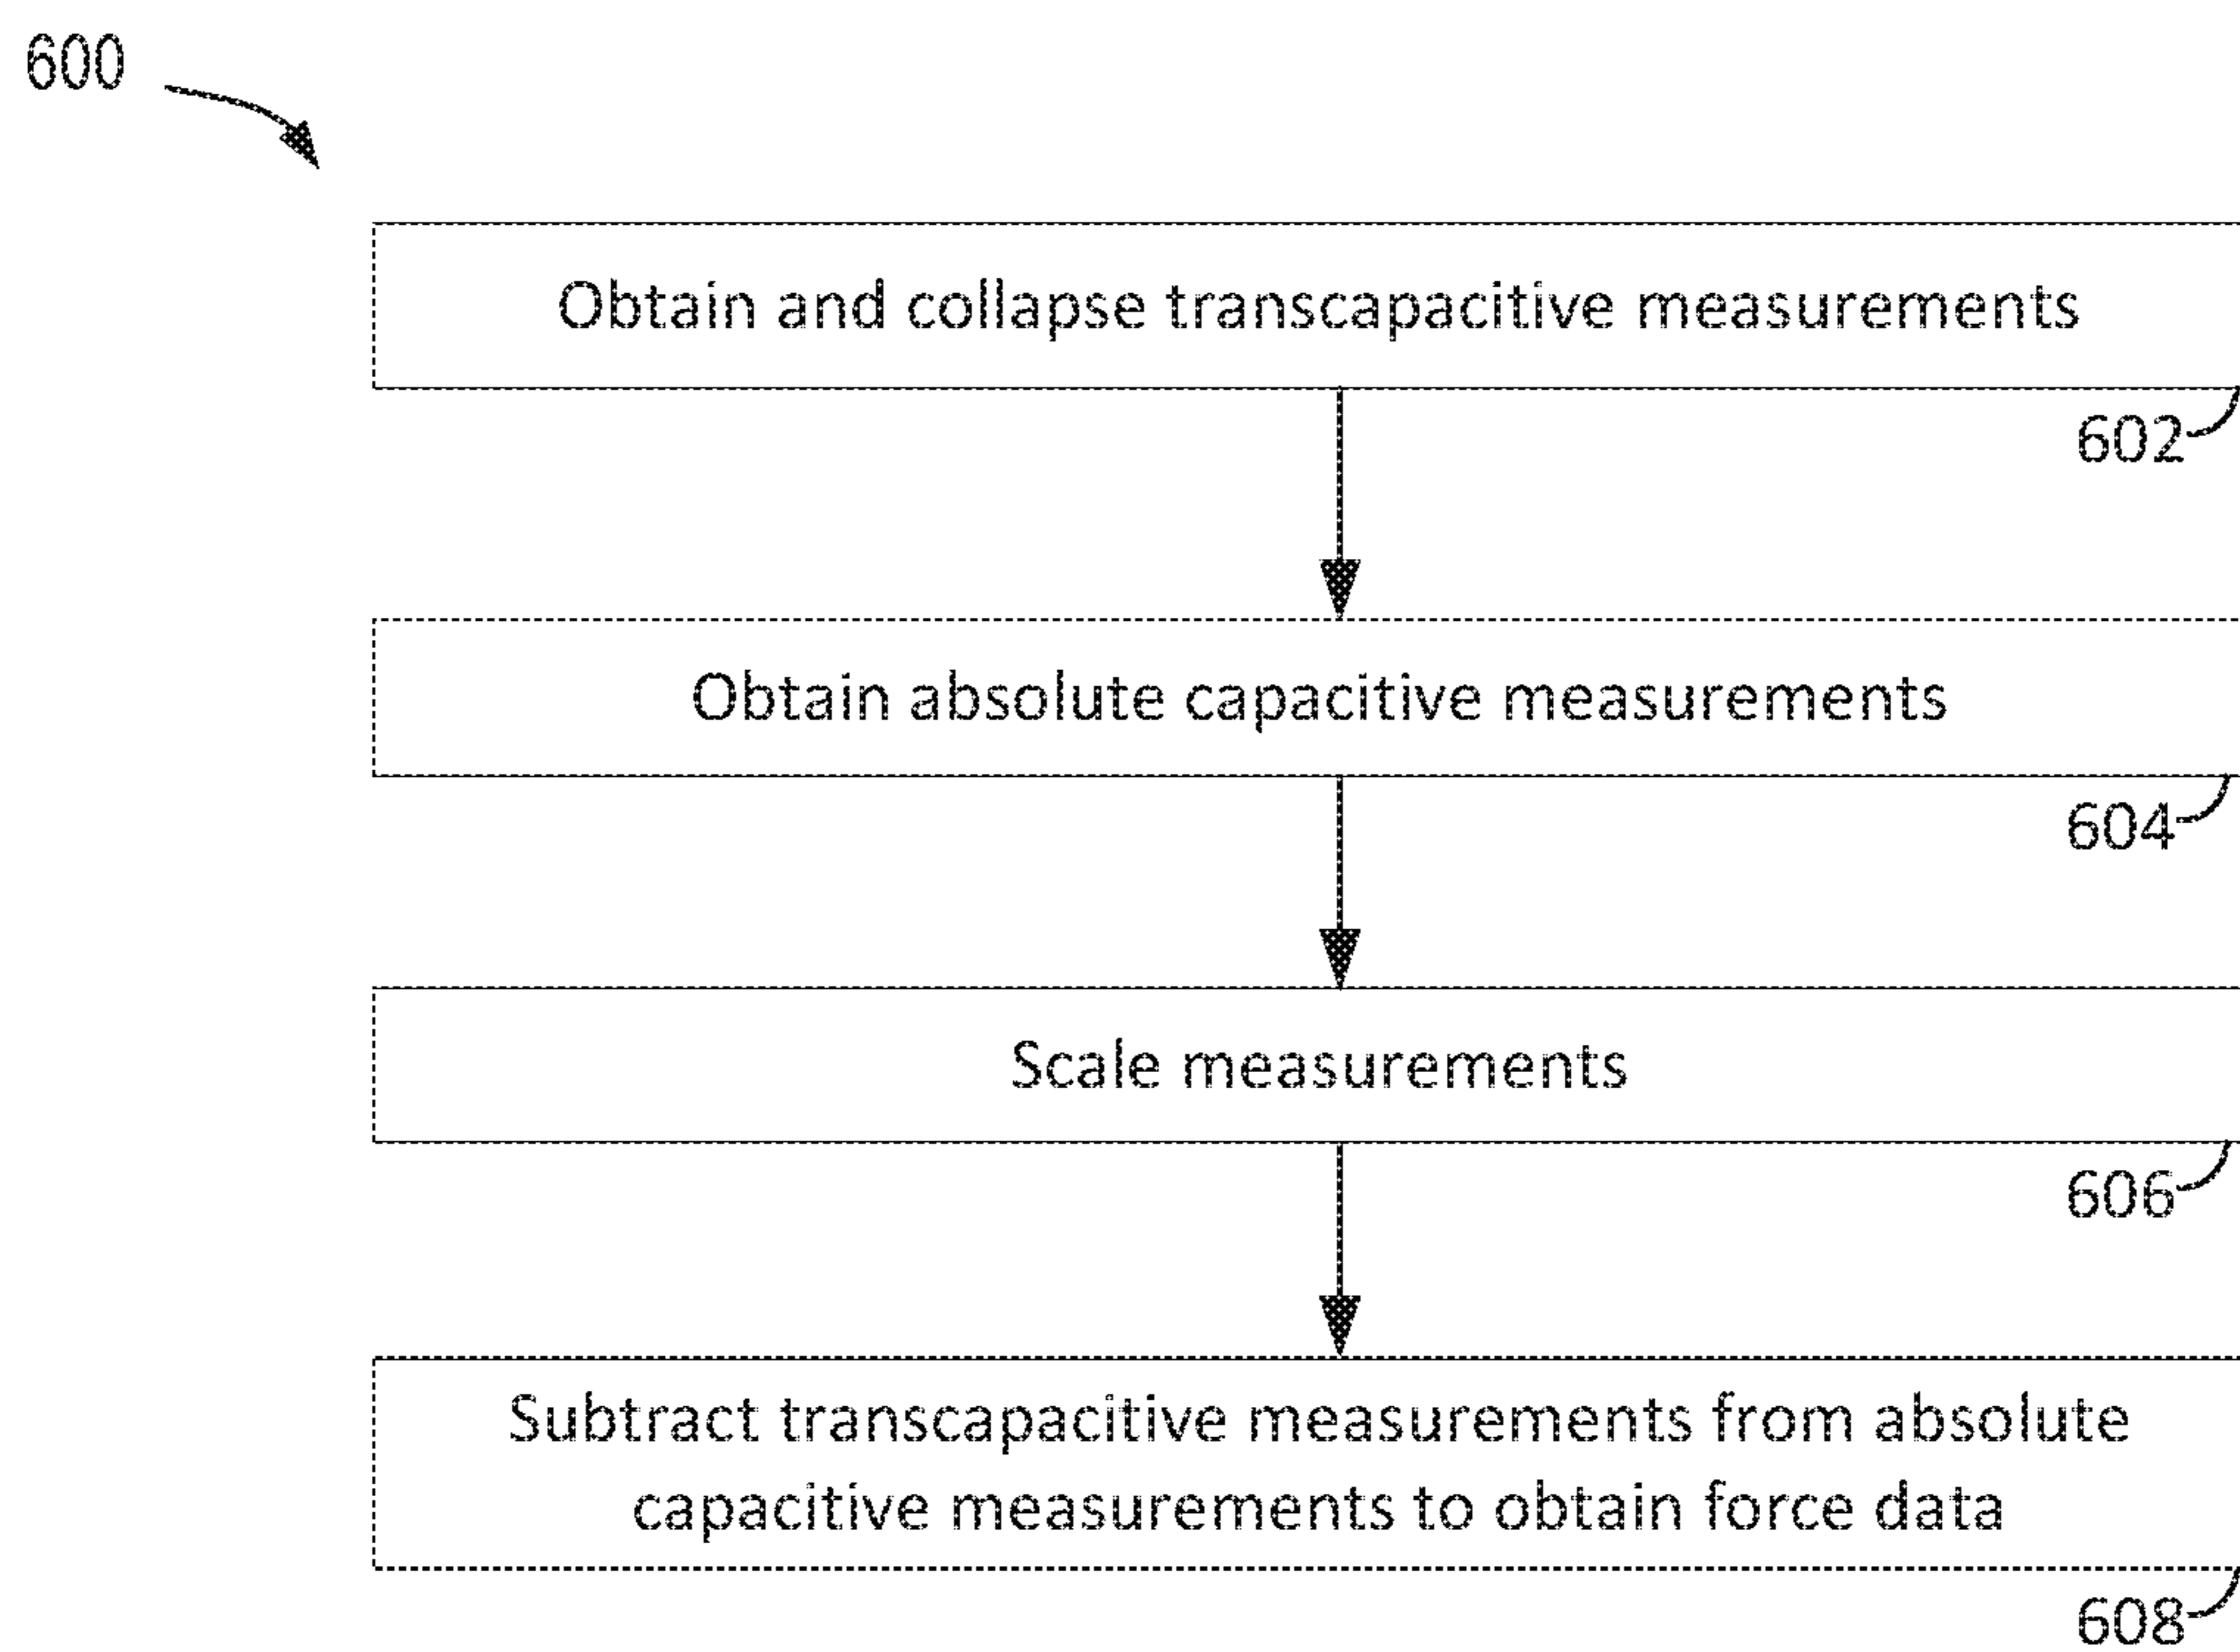 600
Obtain and collapse transcapacitive measurements
602
Obtain absolute capacitive measurements
604
Scale measurements
606
Subtract transcapacitive measurements from absolute
capacitive measurements to obtain force data
608